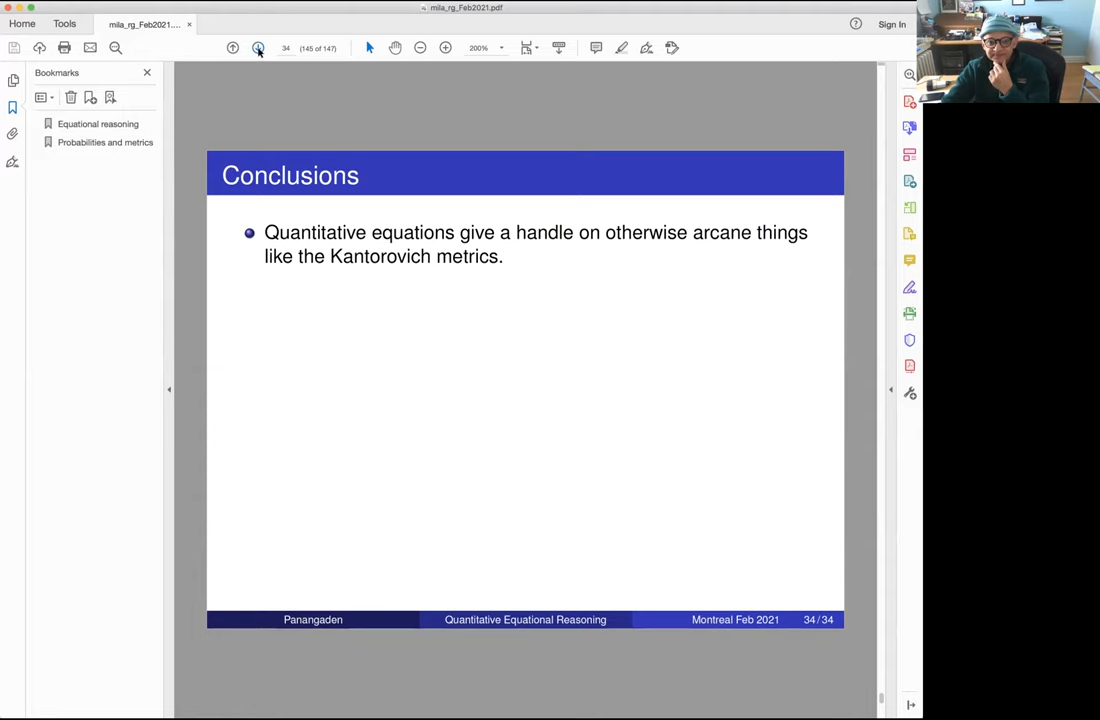 mila_rg_Feb2021.pdf
Home
Tools
mila_rg_Feb2021.... ×
Sign In
34 (145 of 147)
200%
Bookmarks
Equational reasoning
Probabilities and metrics
Conclusions
Quantitative equations give a handle on otherwise arcane things
like the Kantorovich metrics.
Panangaden
Quantitative Equational Reasoning
Montreal Feb 2021
34/34